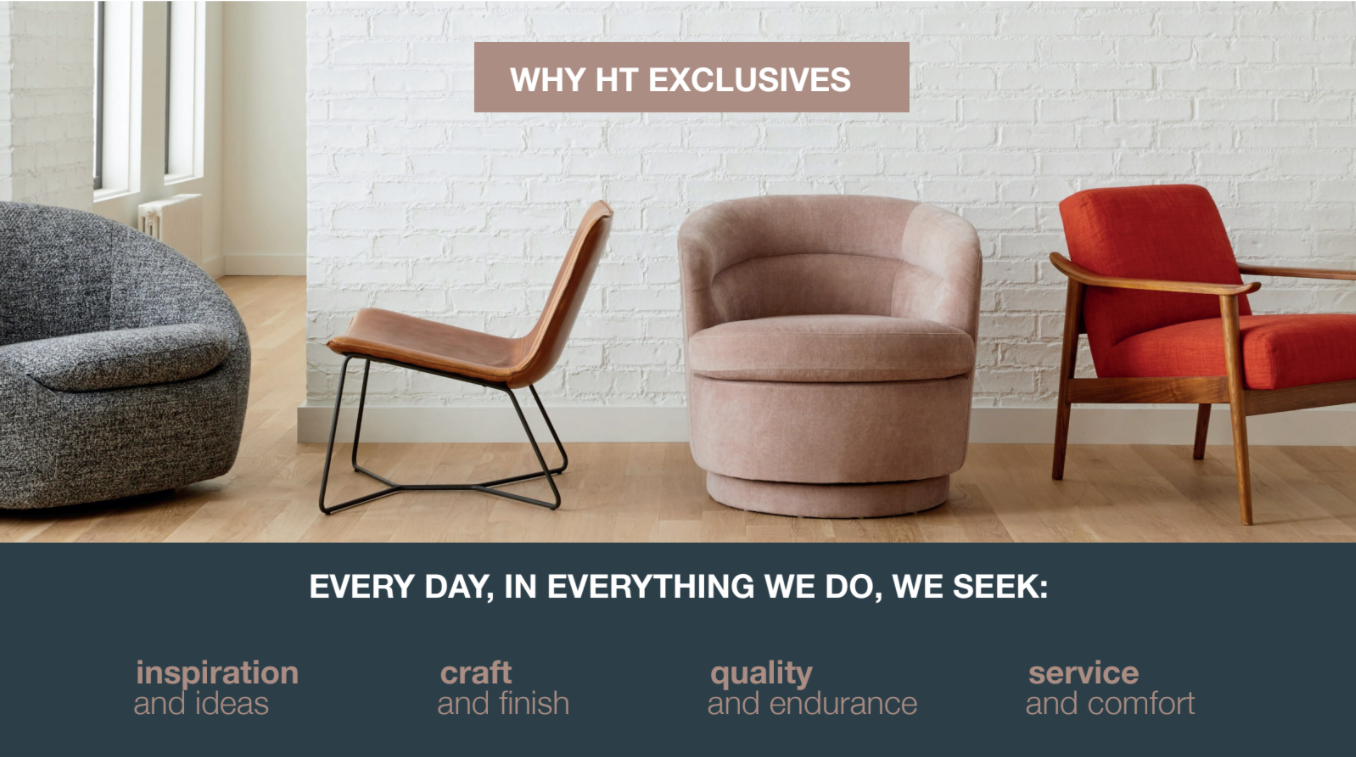 WHY HT EXCLUSIVES
EVERY DAY, IN EVERYTHING WE DO, WE SEEK:
inspiration
and ideas
craft
and finish
quality
and endurance
service
and comfort